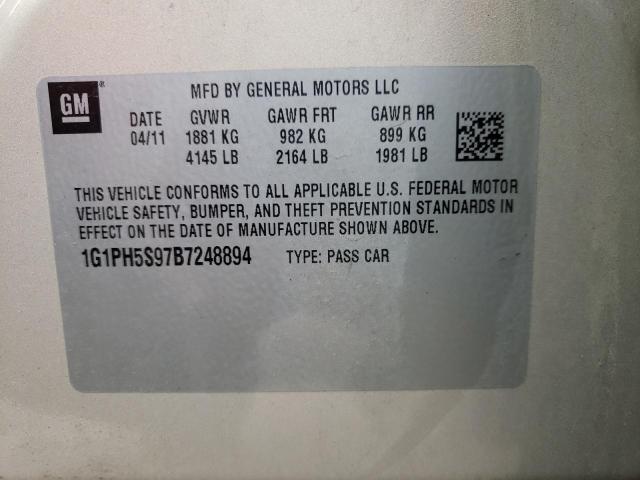 GM®
MFD BY GENERAL MOTORS LLC
DATE GVWR GAWR FRT GAWR RR
04/11 1881 KG 982 KG 899 KG
4145 LB 2164 LB 1981 LB
THIS VEHICLE CONFORMS TO ALL APPLICABLE U.S. FEDERAL MOTOR
VEHICLE SAFETY, BUMPER, AND THEFT PREVENTION STANDARDS IN
EFFECT ON THE DATE OF MANUFACTURE SHOWN ABOVE.
1G1PH5S97B7248894 TYPE: PASS CAR